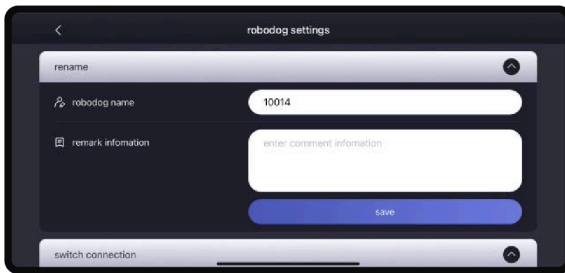 robodog settings
rename
robodog name
10014
remark infomation
enter comment infomation
save
switch connection